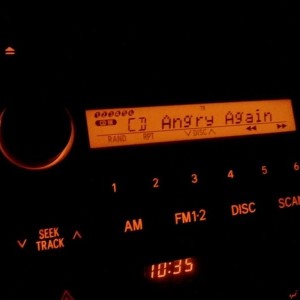 CD Angry Again
RAND RPT DISC
1 2 3 4 5 6
AM FM1·2 DISC SCAN
SEEK
TRACK
10:35